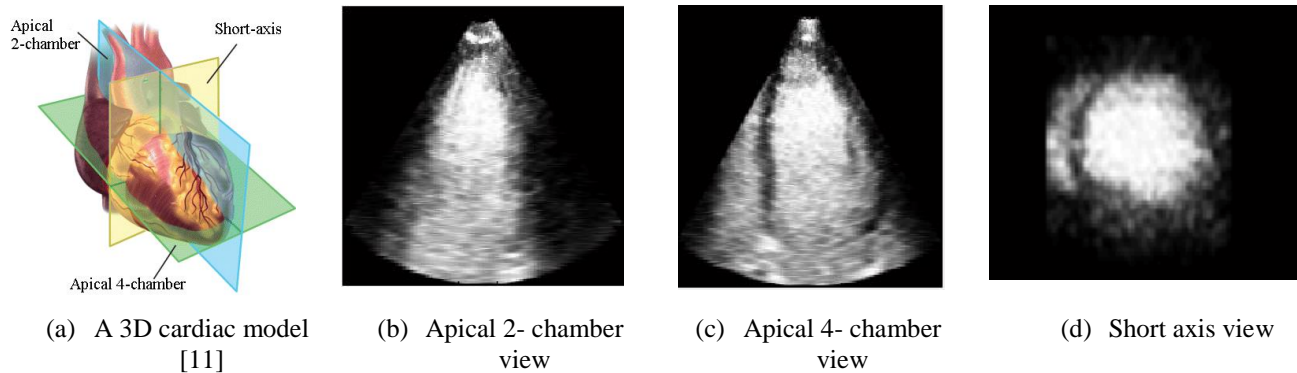 Apical
2-chamber
Short-axis
Apical 4-chamber
(a) A 3D cardiac model
[11]
(b) Apical 2- chamber
view
(c) Apical 4- chamber
view
(d) Short axis view